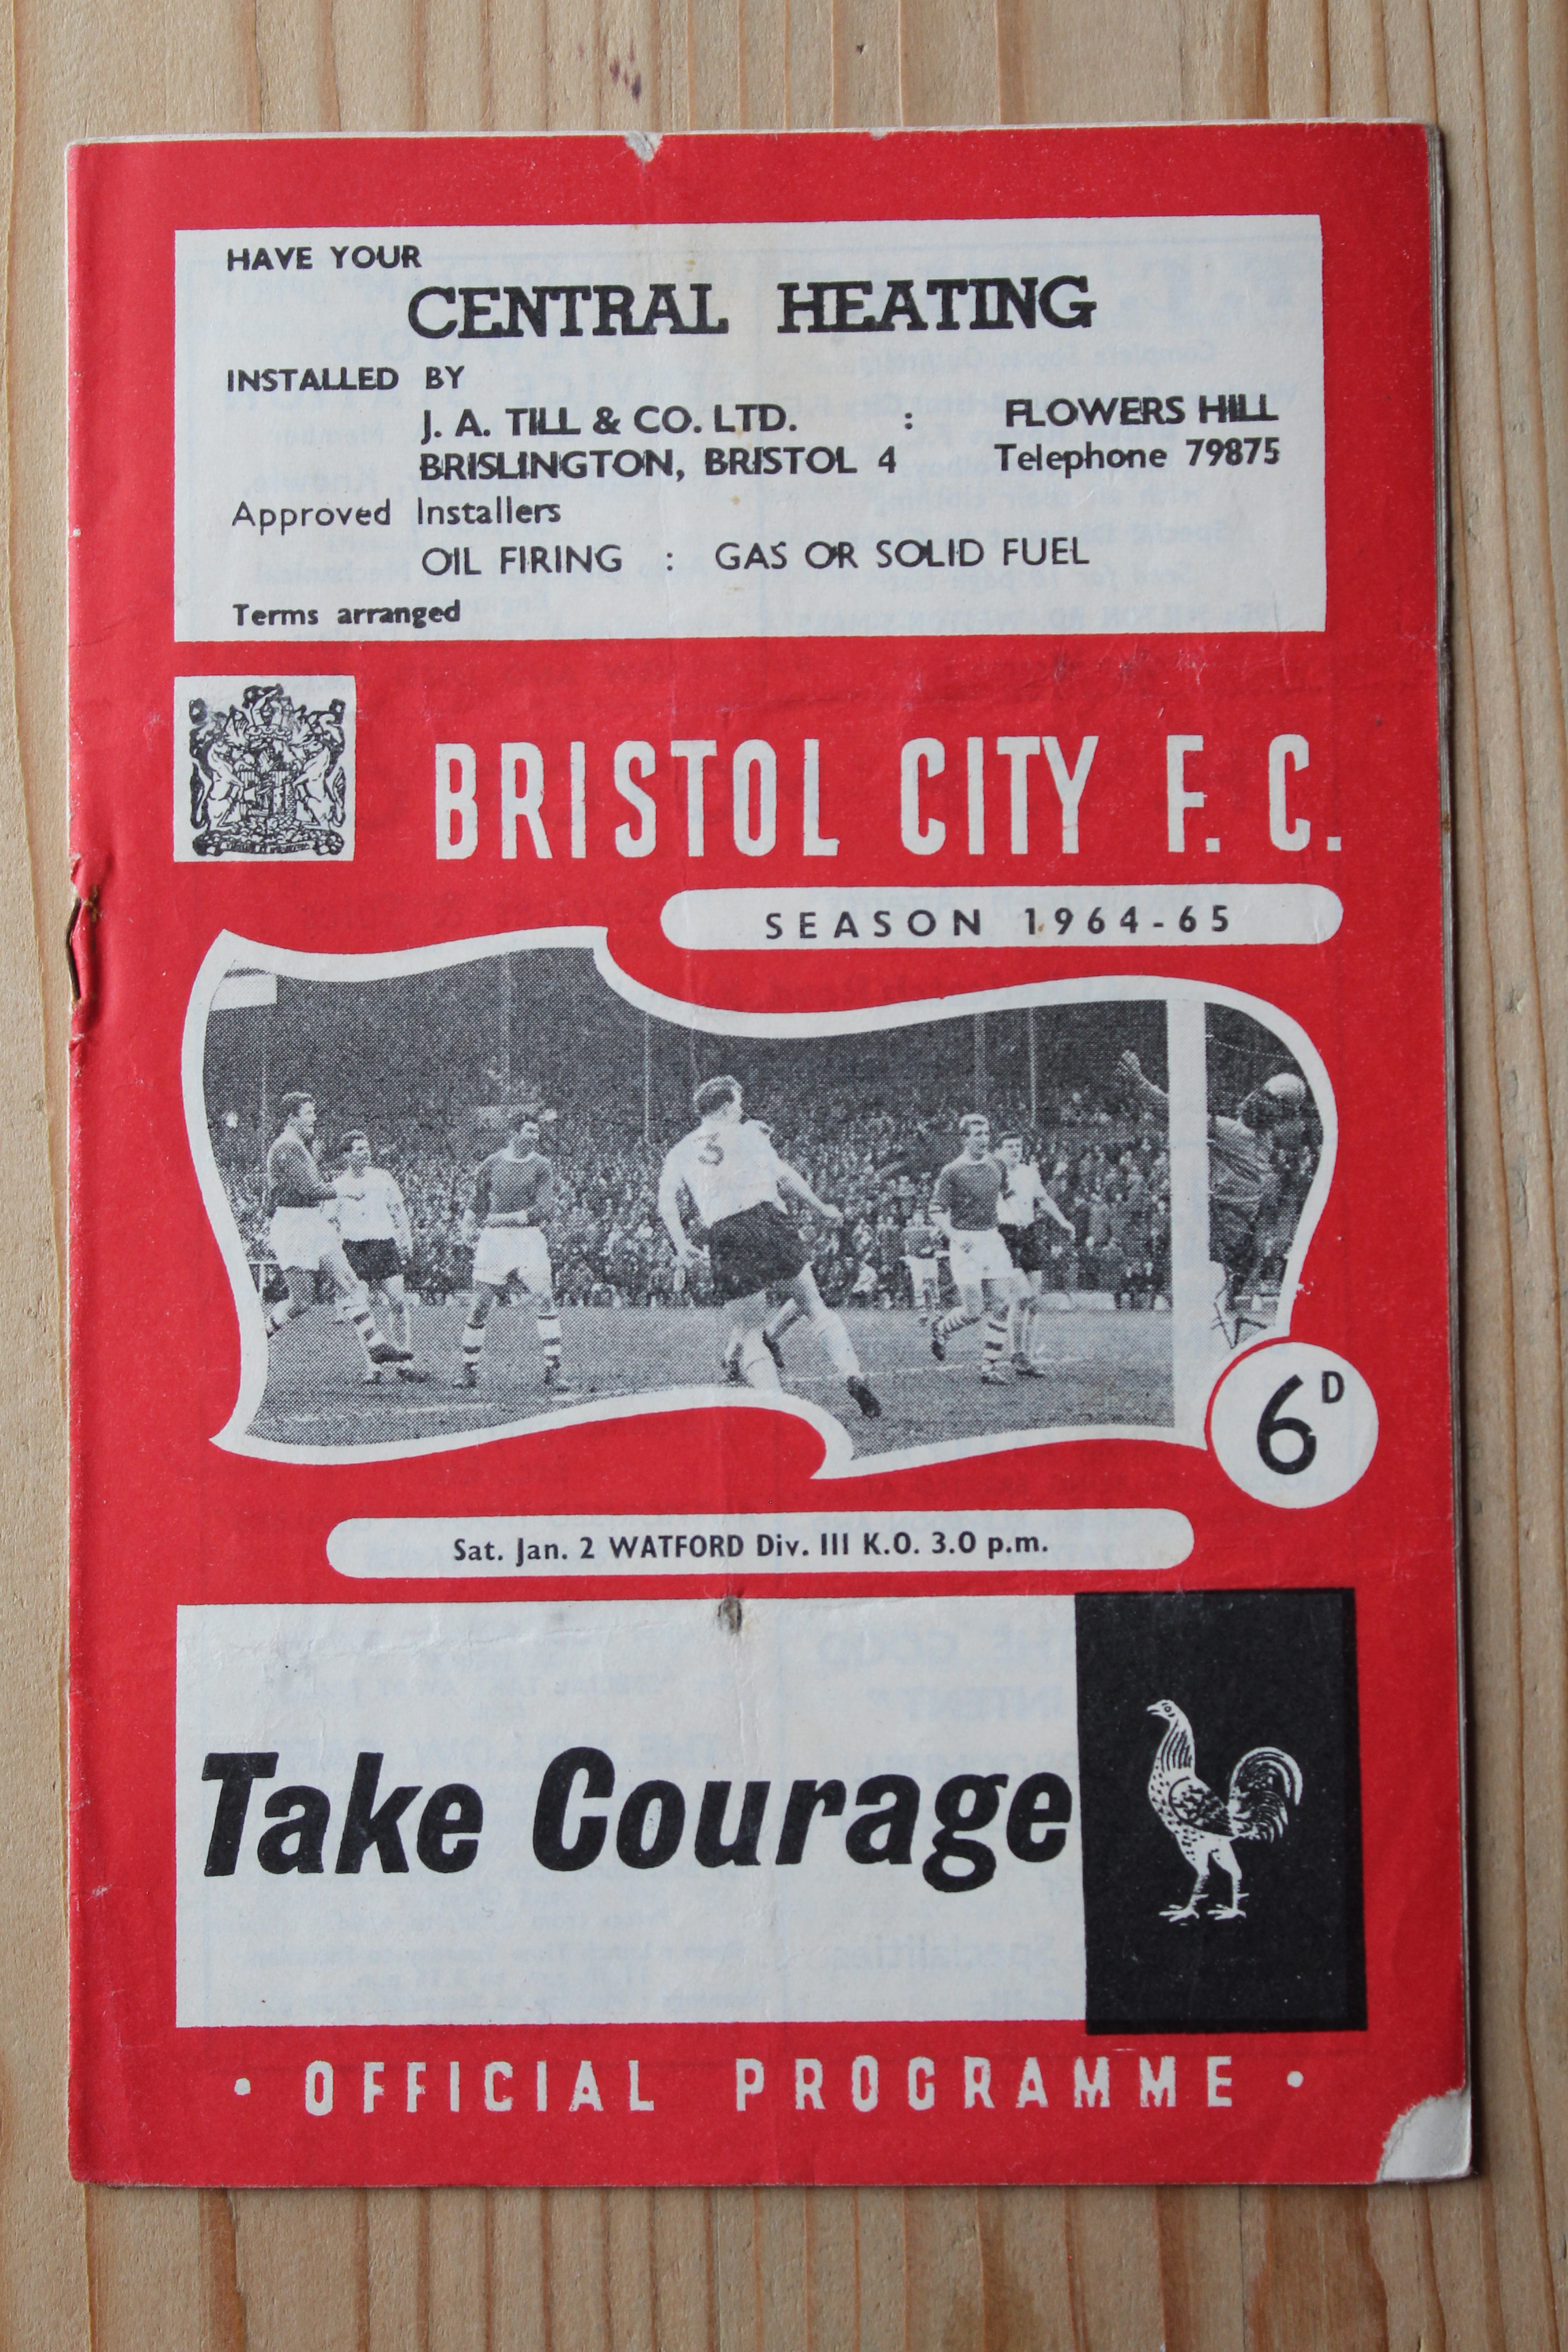 HAVE YOUR
CENTRAL HEATING
INSTALLED BY
J. A. TILL & CO. LTD. : FLOWERS HILL
BRISLINGTON, BRISTOL 4 Telephone 79875
Approved Installers
OIL FIRING : GAS OR SOLID FUEL
Terms arranged
BRISTOL CITY F. C.
SEASON 1964-65
3
6D
Sat. Jan. 2 WATFORD Div. III K.O. 3.0 p.m.
Take Courage
• OFFICIAL PROGRAMME •